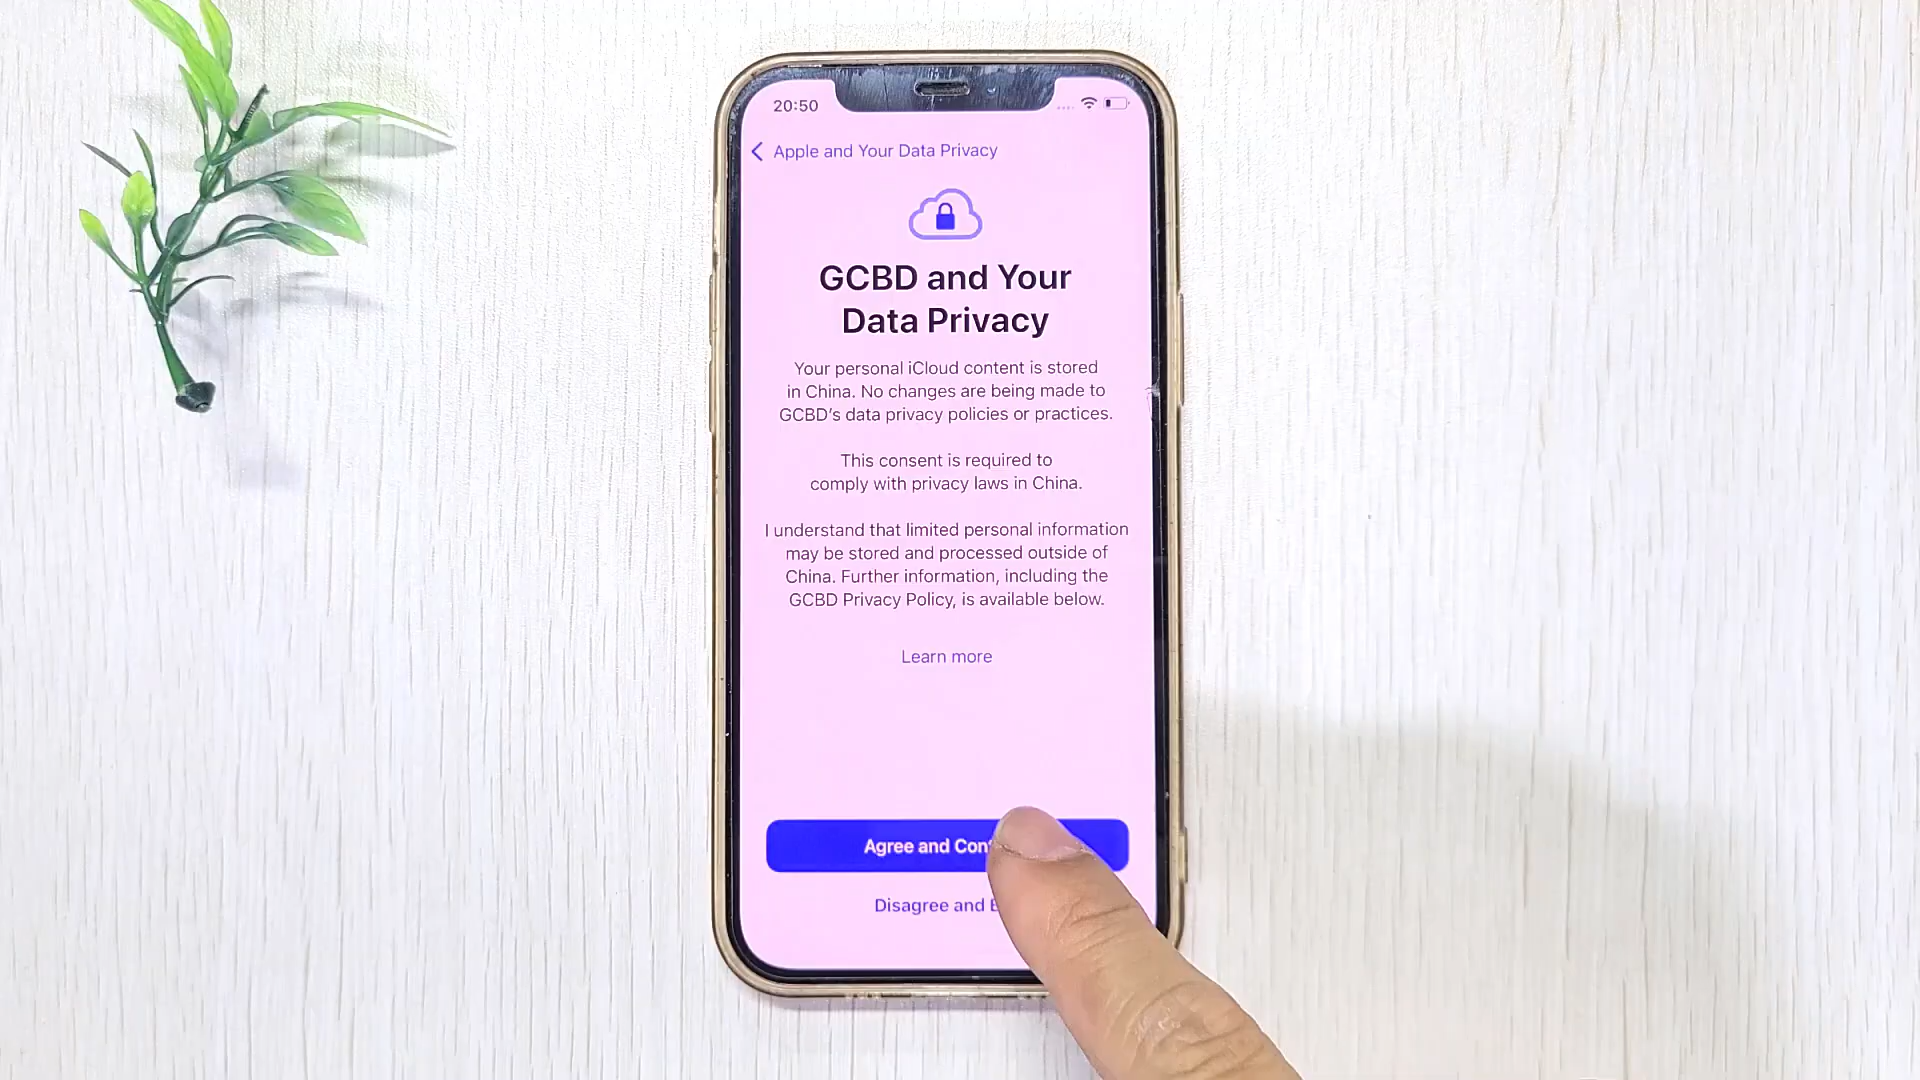 20:50
Apple and Your Data Privacy
GCBD and Your
Data Privacy
Your personal iCloud content is stored
in China. No changes are being made to
GCBD's data privacy policies or practices.
This consent is required to
comply with privacy laws in China.
I understand that limited personal information
may be stored and processed outside of
China. Further information, including the
GCBD Privacy Policy, is available below.
Learn more
Agree and
Disagree and